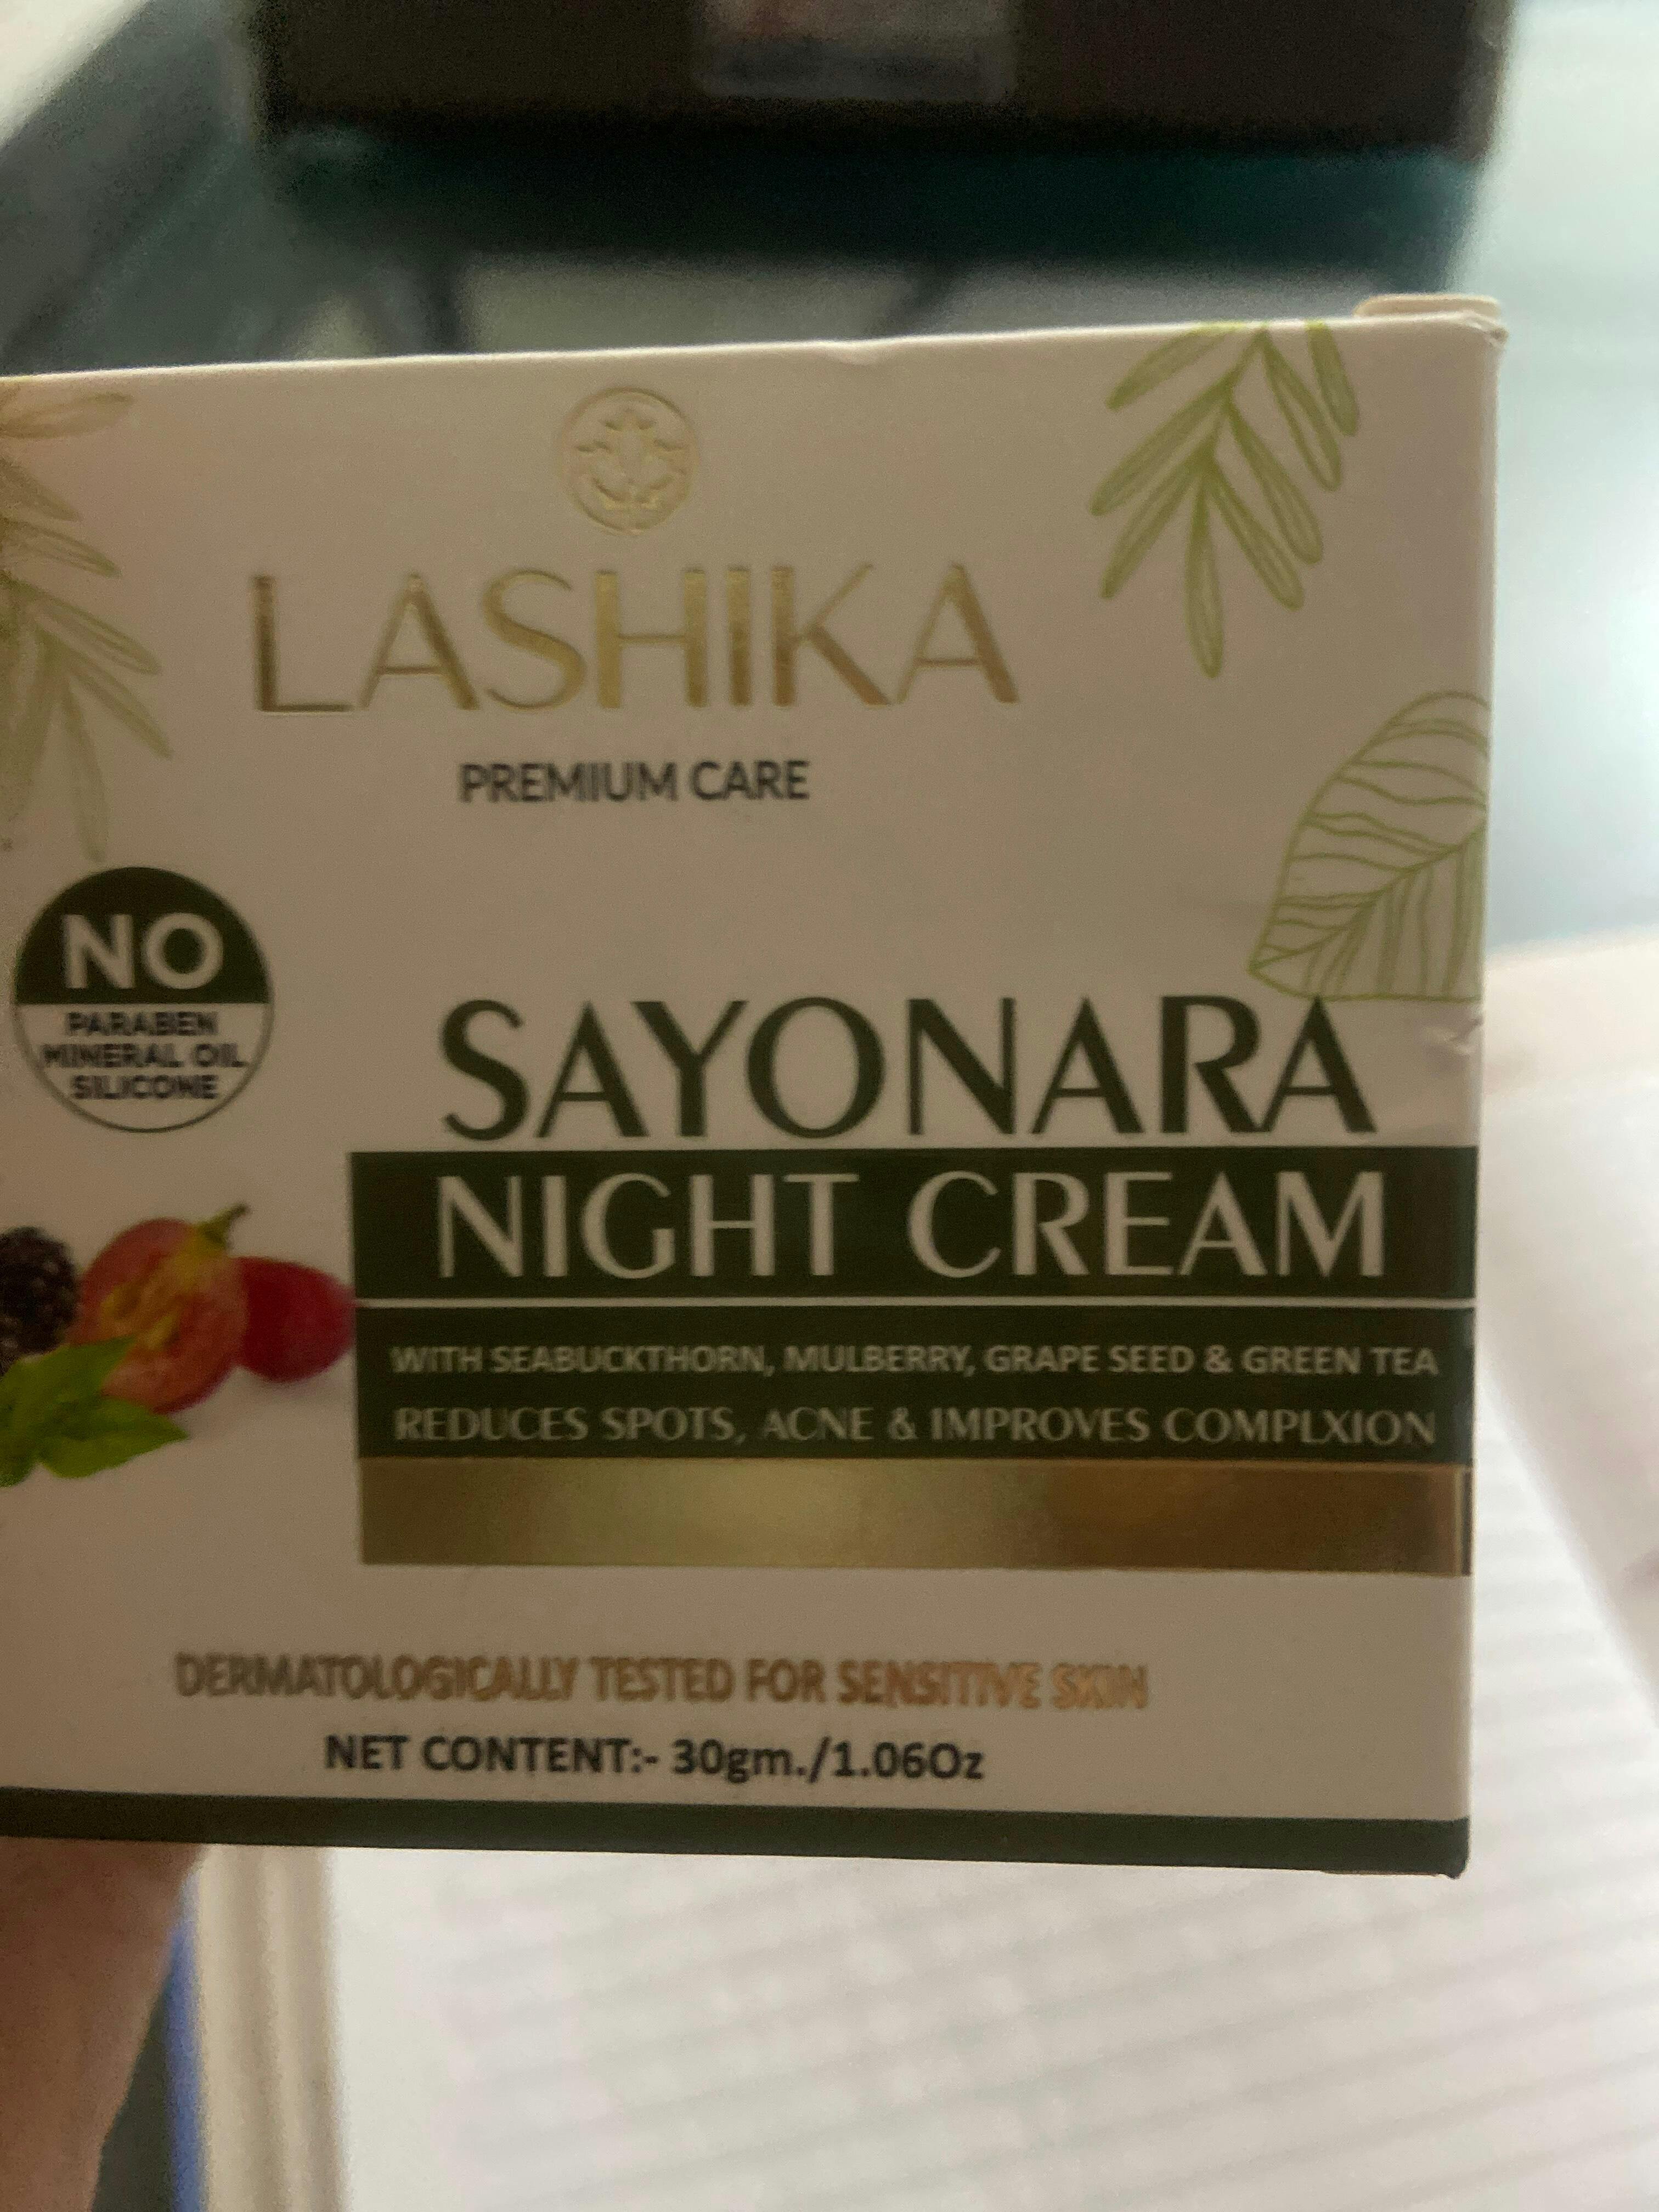 LASHIKA
PREMIUM CARE
NO
PARABEN
MINERAL OIL
SILICONE
SAYONARA
NIGHT CREAM
WITH SEABUCKTHORN, MULBERRY, GRAPE SEED & GREEN TEA
REDUCES SPOTS, ACNE & IMPROVES COMPLXION
DERMATOLOGICALLY TESTED FOR SENSITIVE SKIN
NET CONTENT:- 30gm./1.06Oz